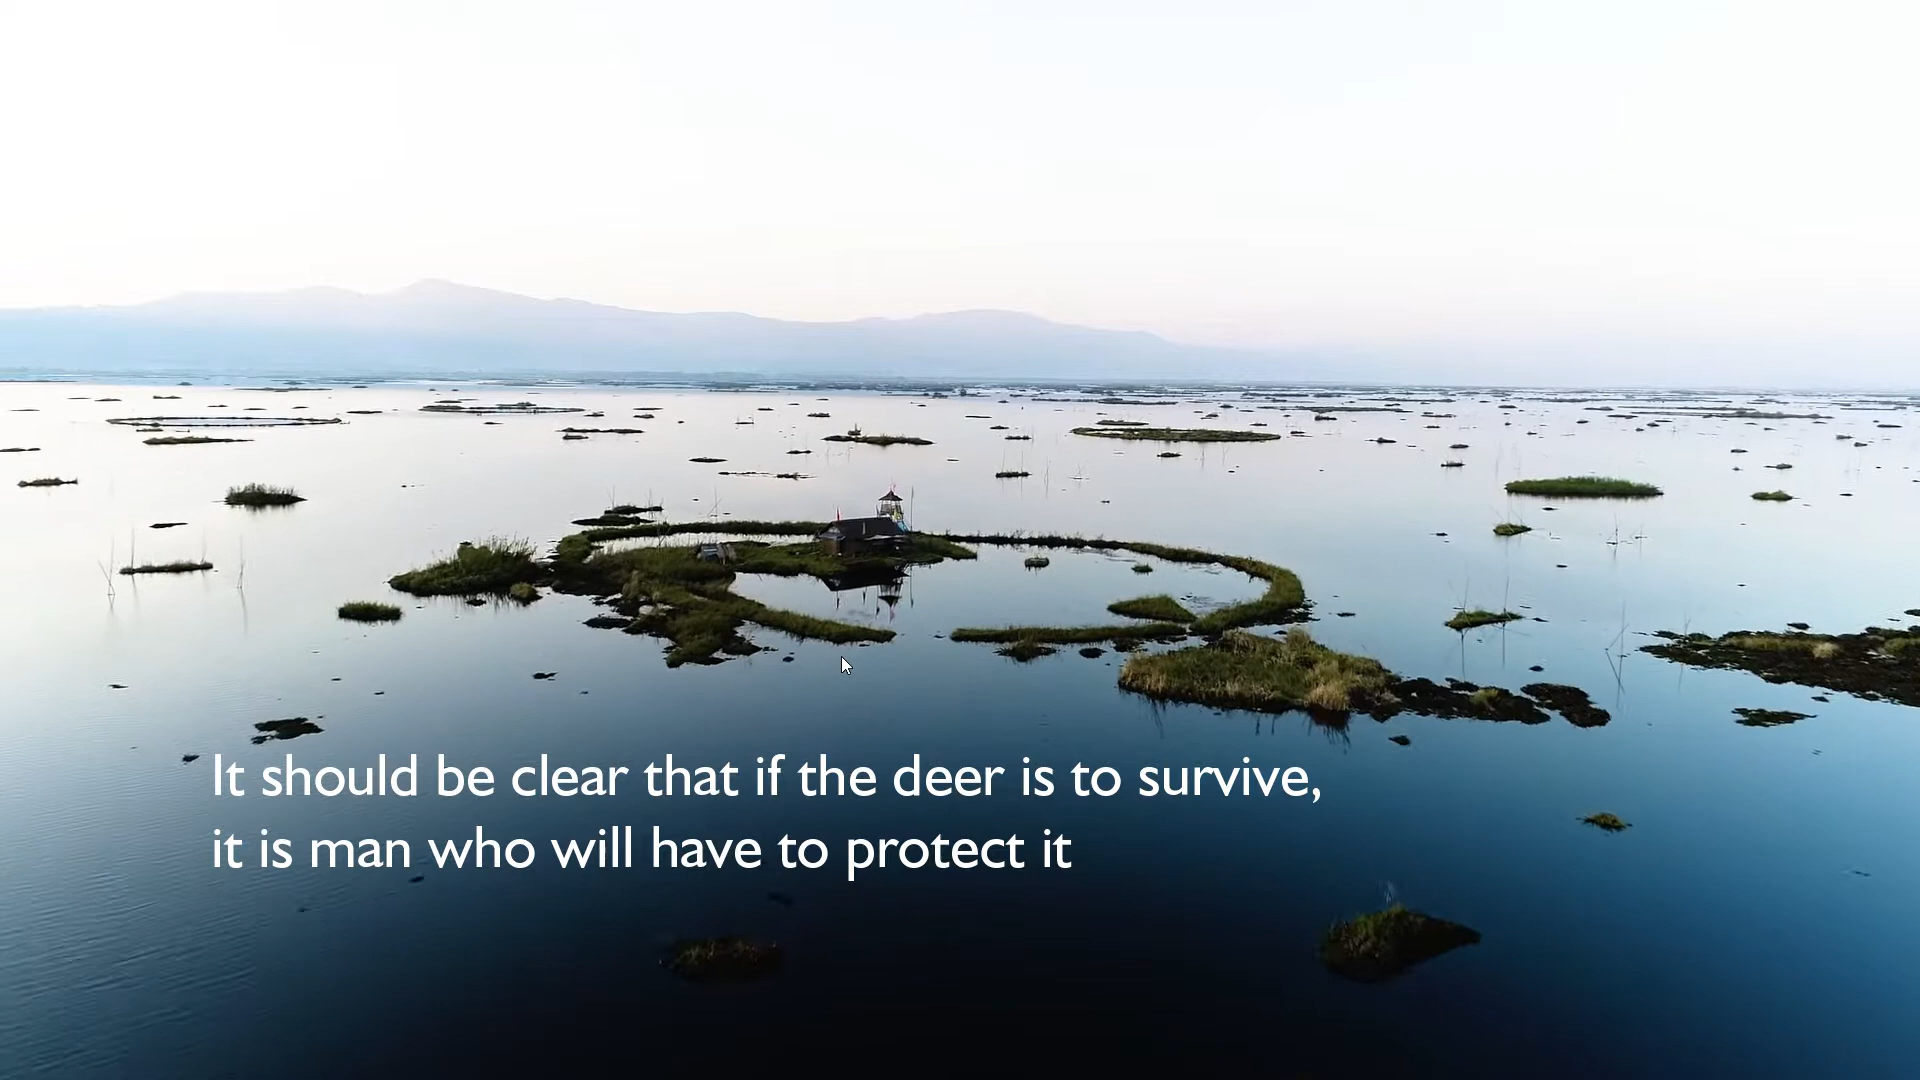 It should be clear that if the deer is to survive,
it is man who will have to protect it